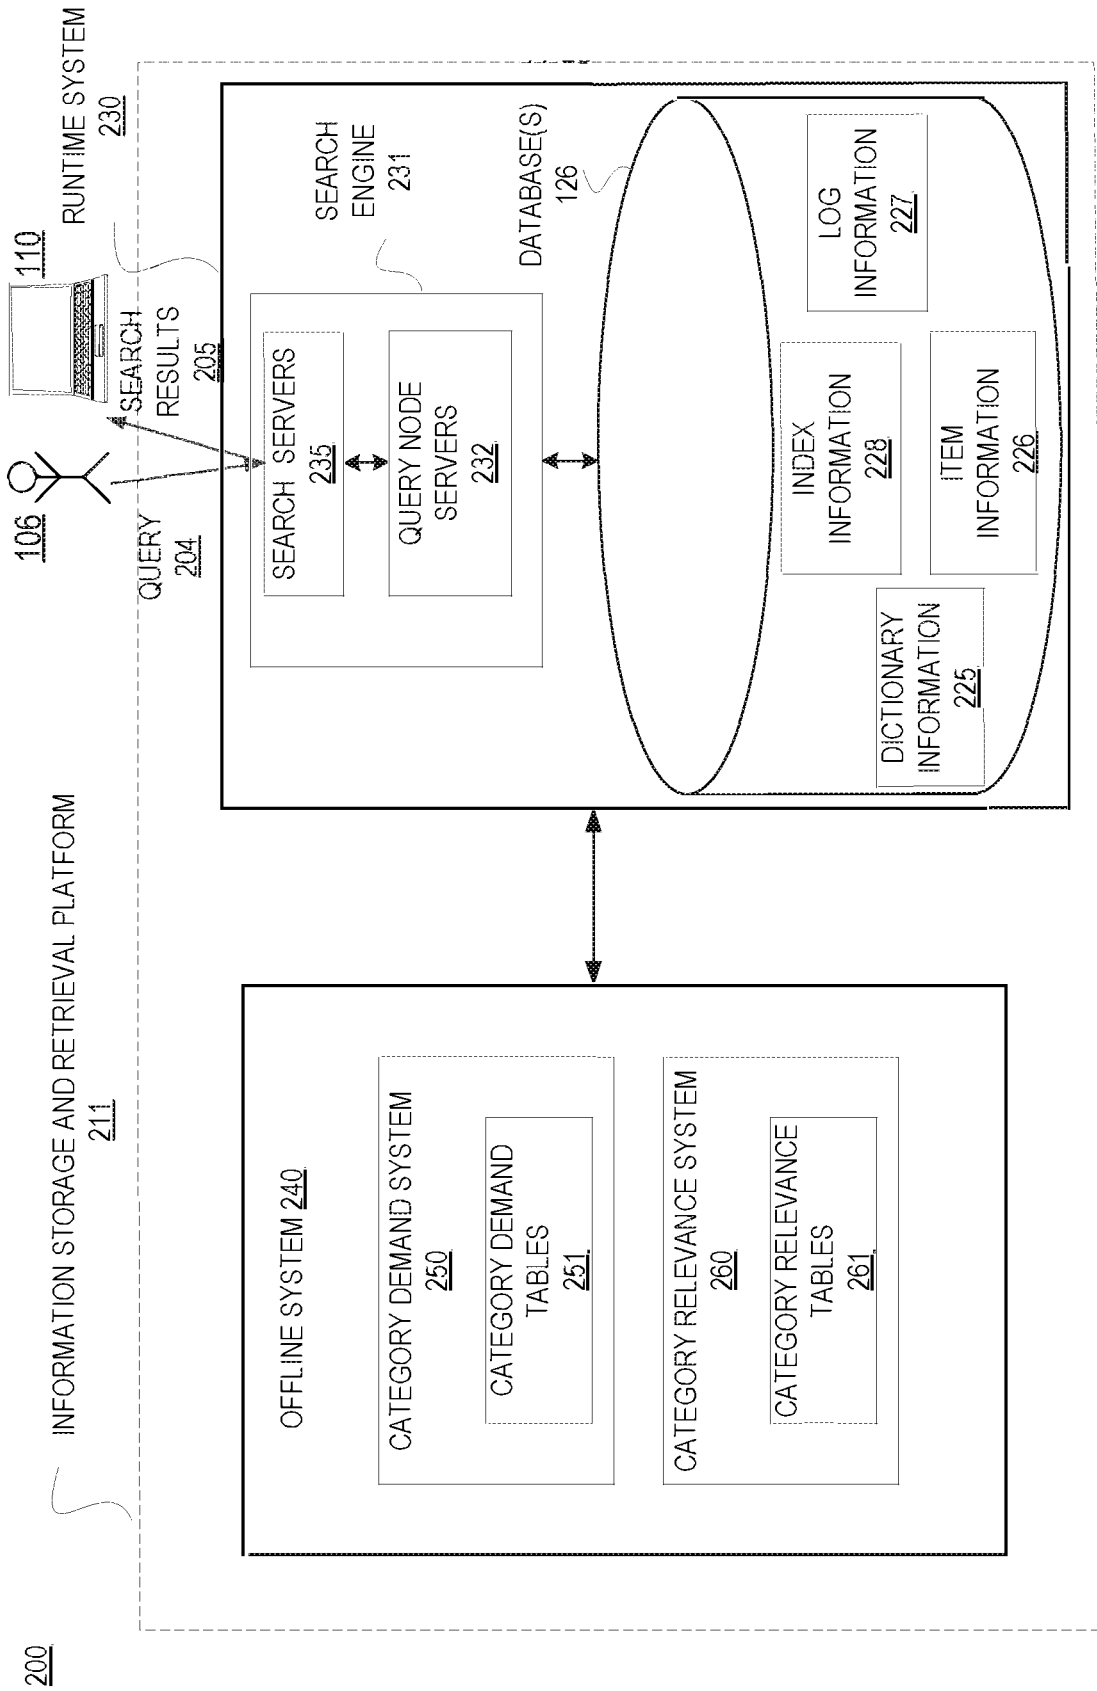 200
INFORMATION STORAGE AND RETRIEVAL PLATFORM
211
106
110
QUERY
204
SEARCH
RESULTS
205
RUNTIME SYSTEM
230
OFFLINE SYSTEM 240
CATEGORY DEMAND SYSTEM
250
CATEGORY DEMAND
TABLES
251
CATEGORY RELEVANCE SYSTEM
260
CATEGORY RELEVANCE
TABLES
261
SEARCH SERVERS
235
QUERY NODE
SERVERS
232
SEARCH
ENGINE
231
DATABASE(S)
126
DICTIONARY
INFORMATION
225
INDEX
INFORMATION
228
ITEM
INFORMATION
226
LOG
INFORMATION
227